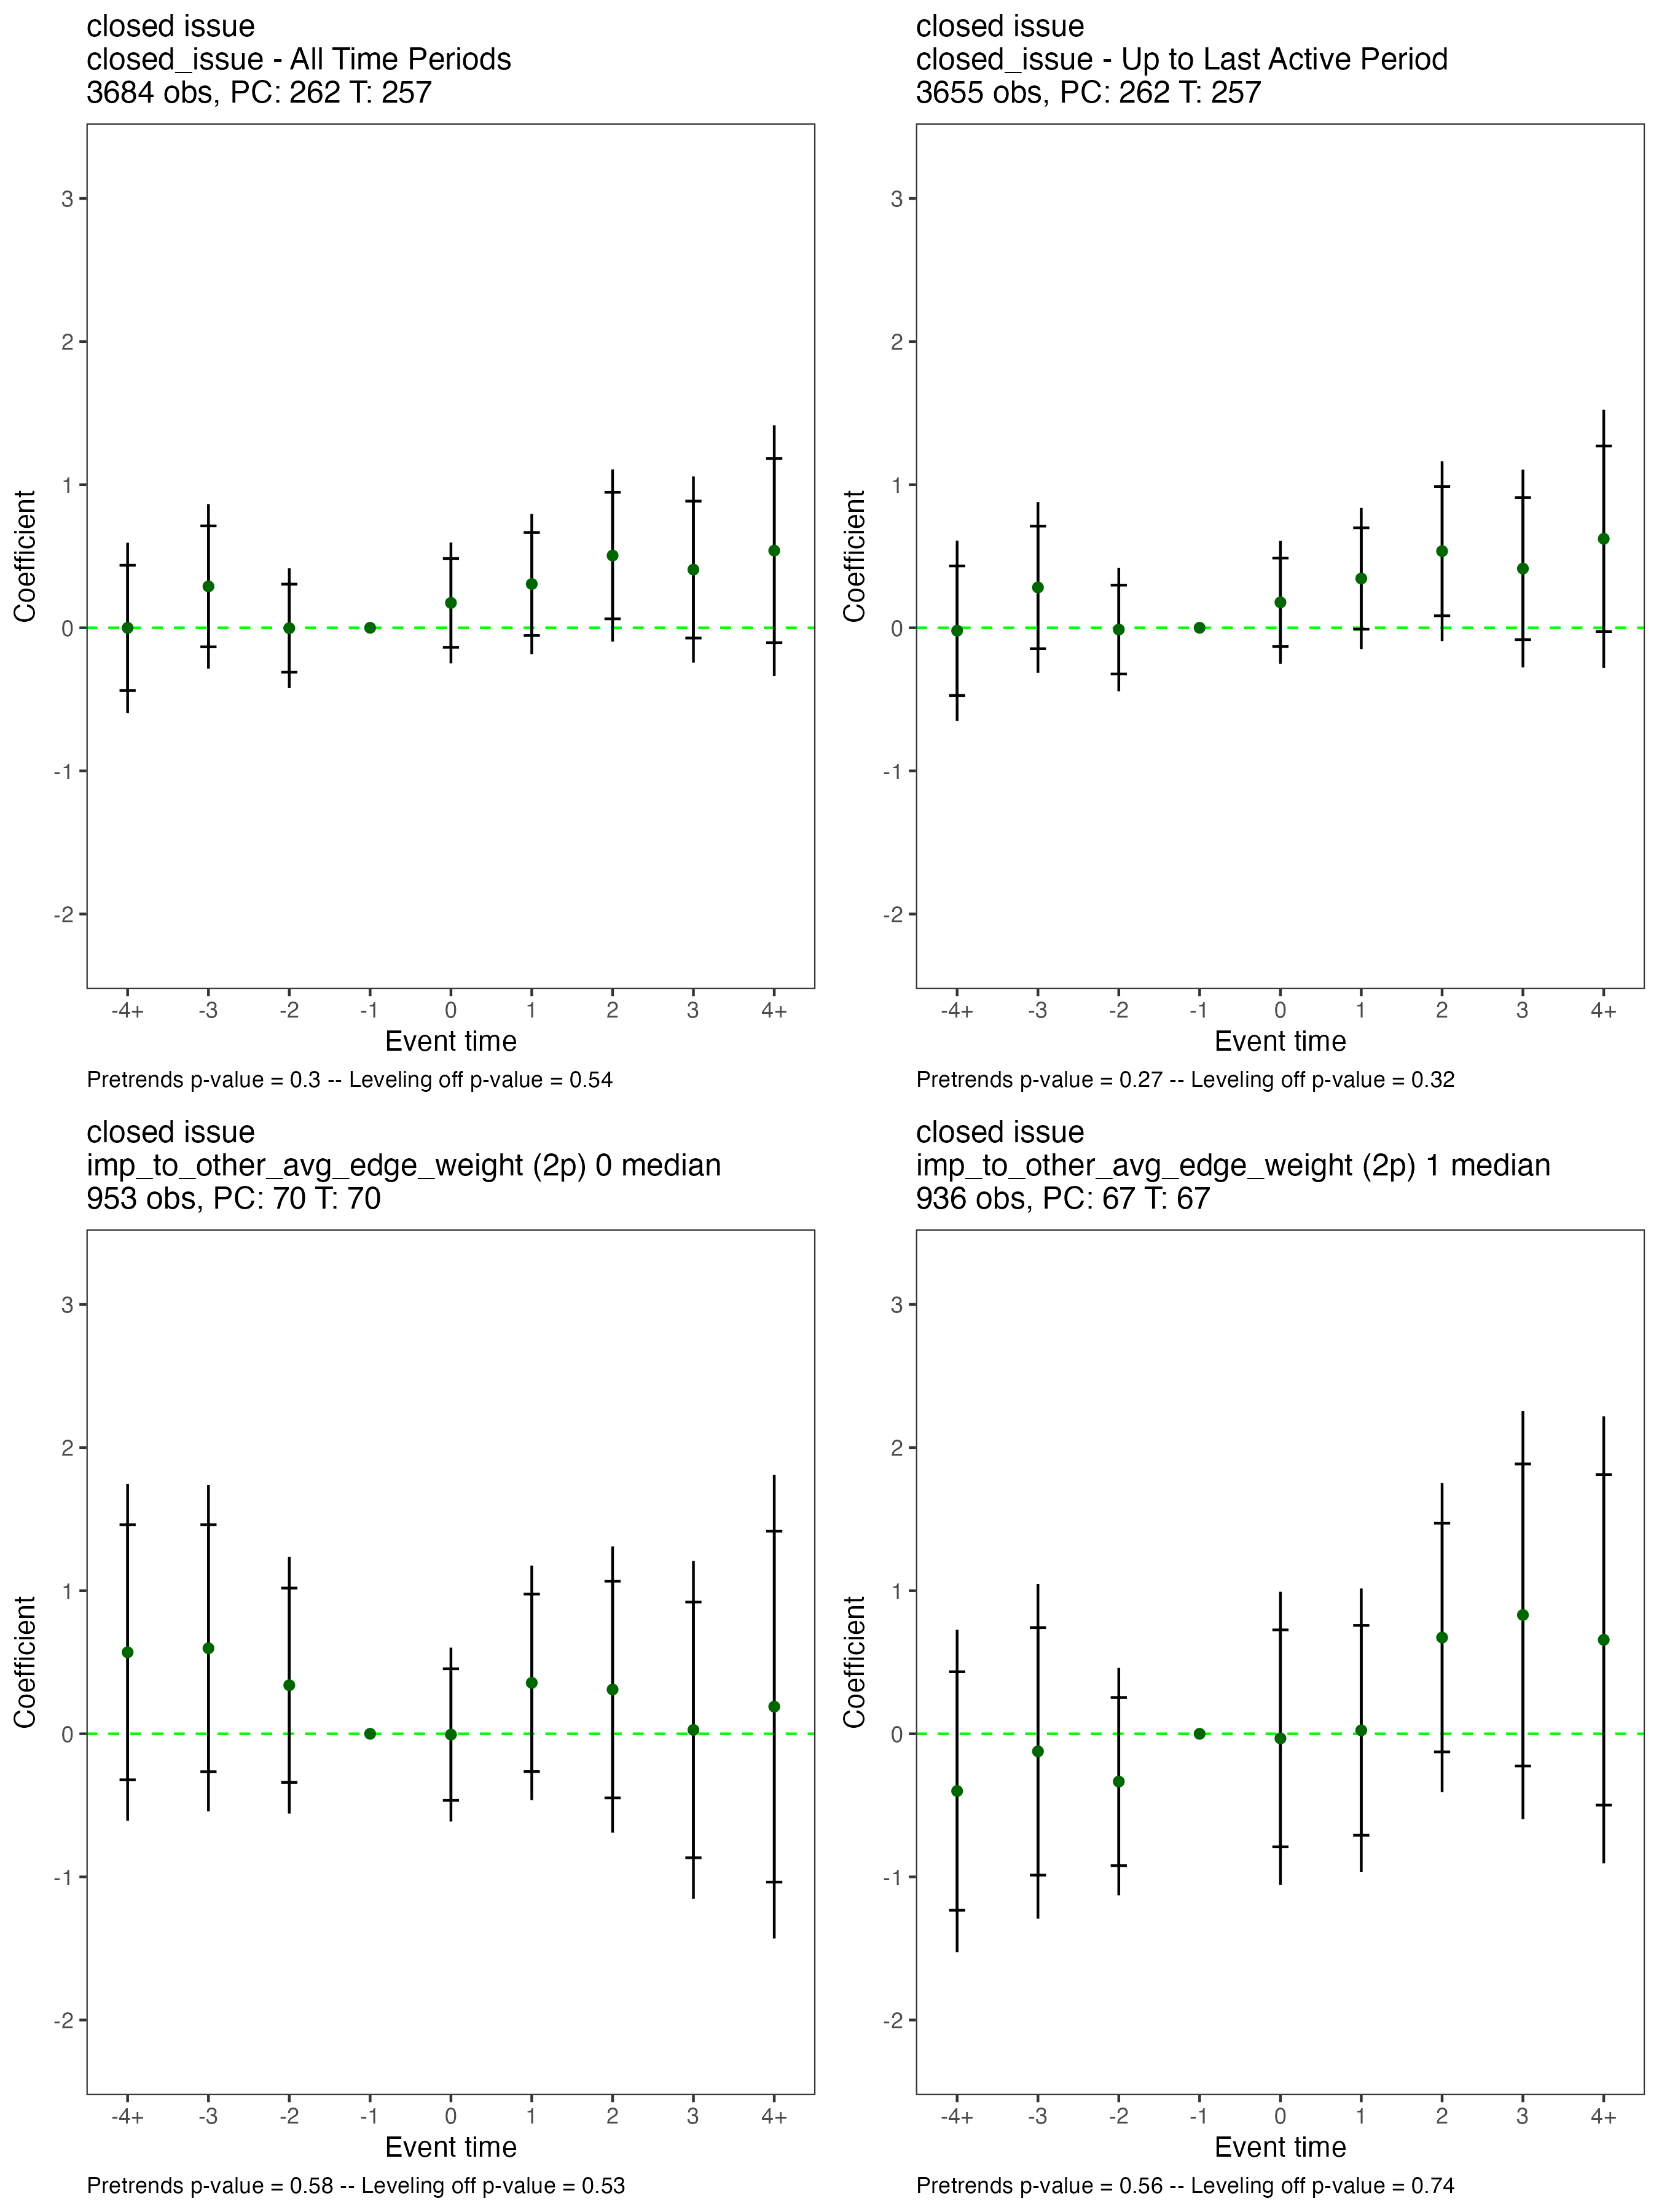 closed issue
closed_issue - All Time Periods
3684 obs, PC: 262 T: 257
3
2
1
0
-1
-2
Coefficient
-4+ -3 -2 -1 0 1 2 3 4+
Event time
Pretrends p-value = 0.3 -- Leveling off p-value = 0.54
closed issue
closed_issue - Up to Last Active Period
3655 obs, PC: 262 T: 257
3
2
1
0
-1
-2
Coefficient
-4+ -3 -2 -1 0 1 2 3 4+
Event time
Pretrends p-value = 0.27 -- Leveling off p-value = 0.32
closed issue
imp_to_other_avg_edge_weight (2p) 0 median
953 obs, PC: 70 T: 70
3
2
1
0
-1
-2
Coefficient
-4+ -3 -2 -1 0 1 2 3 4+
Event time
Pretrends p-value = 0.58 -- Leveling off p-value = 0.53
closed issue
imp_to_other_avg_edge_weight (2p) 1 median
936 obs, PC: 67 T: 67
3
2
1
0
-1
-2
Coefficient
-4+ -3 -2 -1 0 1 2 3 4+
Event time
Pretrends p-value = 0.56 -- Leveling off p-value = 0.74